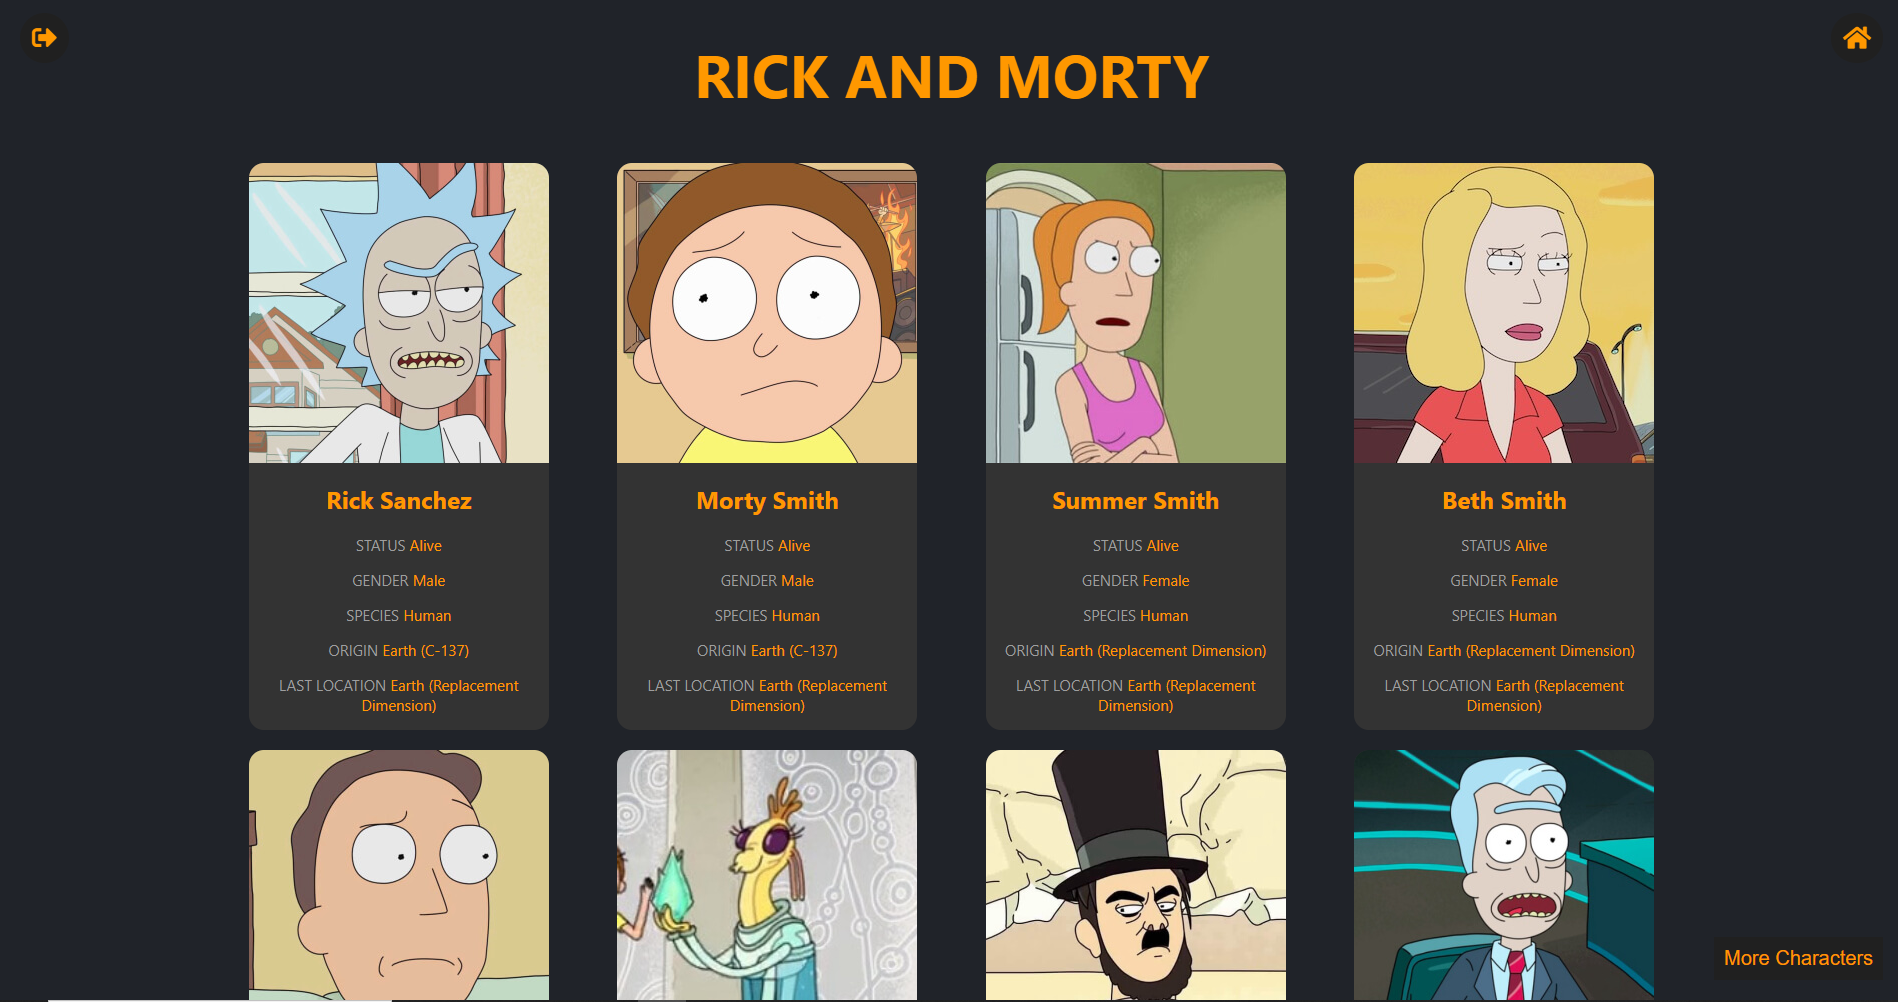 RICK AND MORTY
Rick Sanchez
STATUS Alive
GENDER Male
SPECIES Human
ORIGIN Earth (C-137)
LAST LOCATION Earth (Replacement
Dimension)
Morty Smith
STATUS Alive
GENDER Male
SPECIES Human
ORIGIN Earth (C-137)
LAST LOCATION Earth (Replacement
Dimension)
Summer Smith
STATUS Alive
GENDER Female
SPECIES Human
ORIGIN Earth (Replacement Dimension)
LAST LOCATION Earth (Replacement
Dimension)
Beth Smith
STATUS Alive
GENDER Female
SPECIES Human
ORIGIN Earth (Replacement Dimension)
LAST LOCATION Earth (Replacement
Dimension)
More Characters